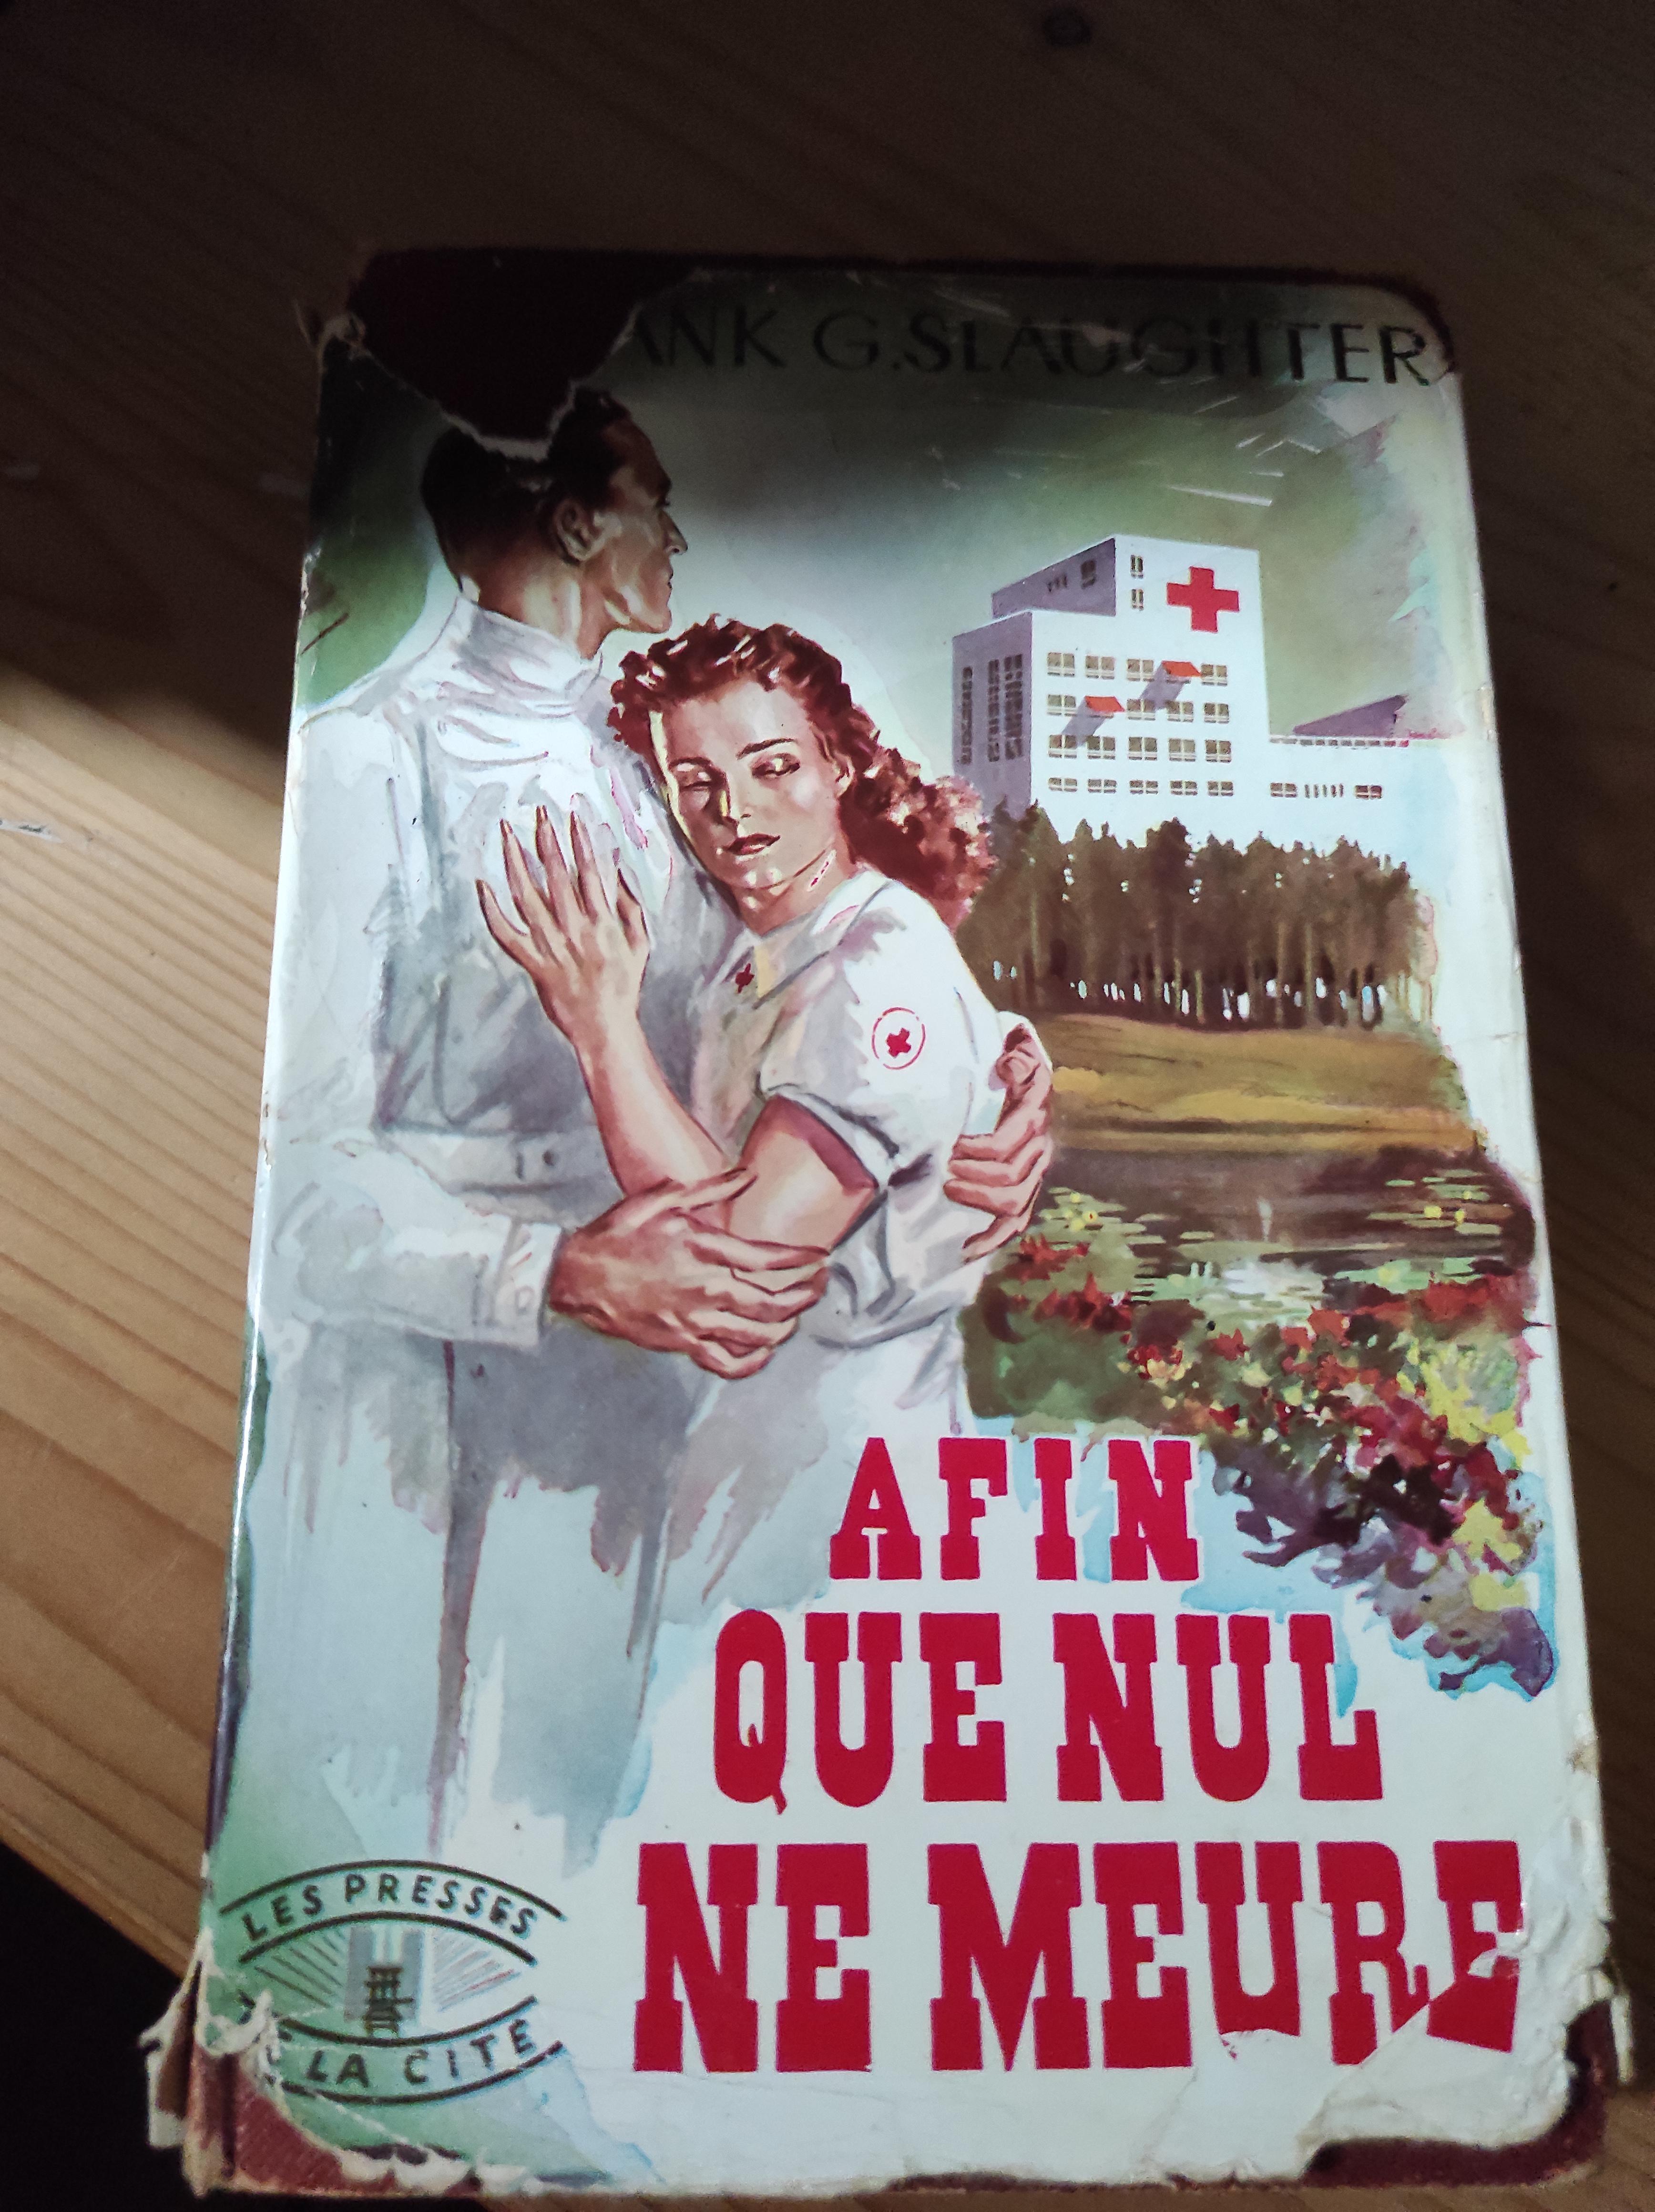 ANK G. SLAUGHTER
AFIN
QUE NUL
NE MEURE
LES PRESSES
LA CITE